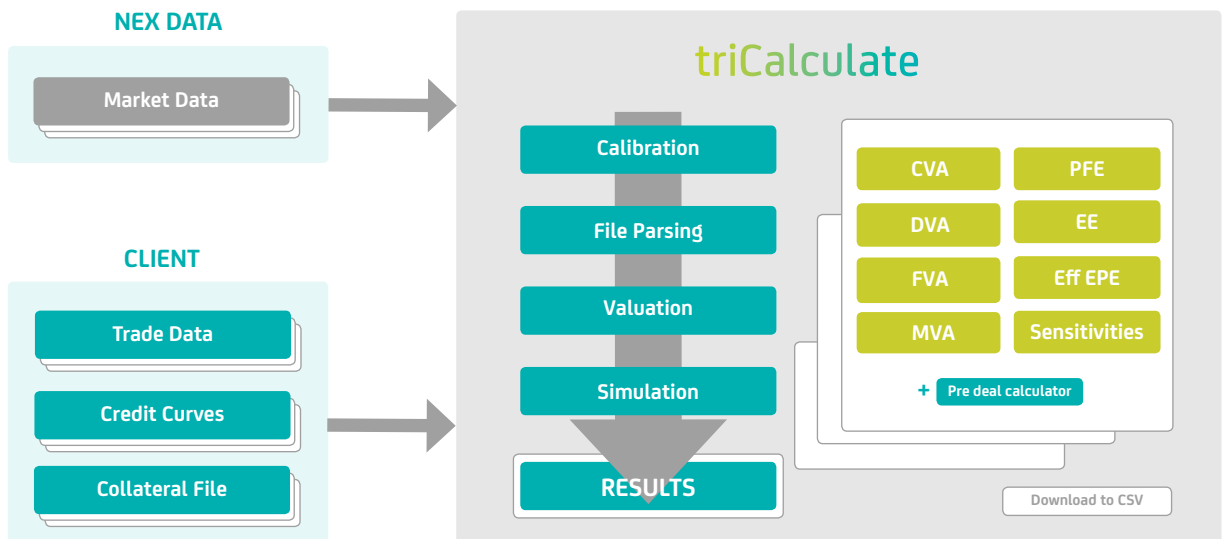 NEX DATA
Market Data
CLIENT
Trade Data
Credit Curves
Collateral File
triCalculate
Calibration
File Parsing
Valuation
Simulation
RESULTS
CVA
PFE
DVA
EE
FVA
Eff EPE
MVA
Sensitivities
+ Pre deal calculator
Download to CSV